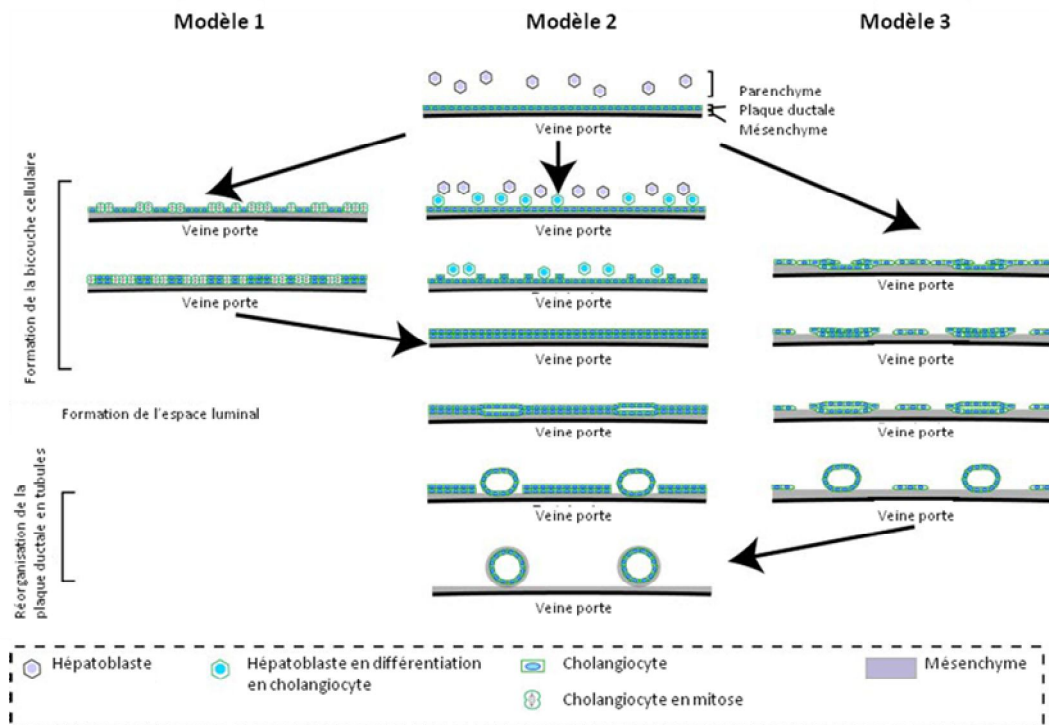 Modèle 1
Modèle 2
Modèle 3
Parenchyme
Plaque ductale
Mésenchyme
Veine porte
Formation de la bicouche cellulaire
Veine porte
Veine porte
Veine porte
Veine porte
Veine porte
Veine porte
Veine porte
Formation de l'espace luminal
Veine porte
Veine porte
Réorganisation de la
plaque ductale en tubules
Veine porte
Veine porte
Veine porte
Hépatoblaste
Hépatoblaste en différentiation
en cholangiocyte
Cholangiocyte
Cholangiocyte en mitose
Mésenchyme